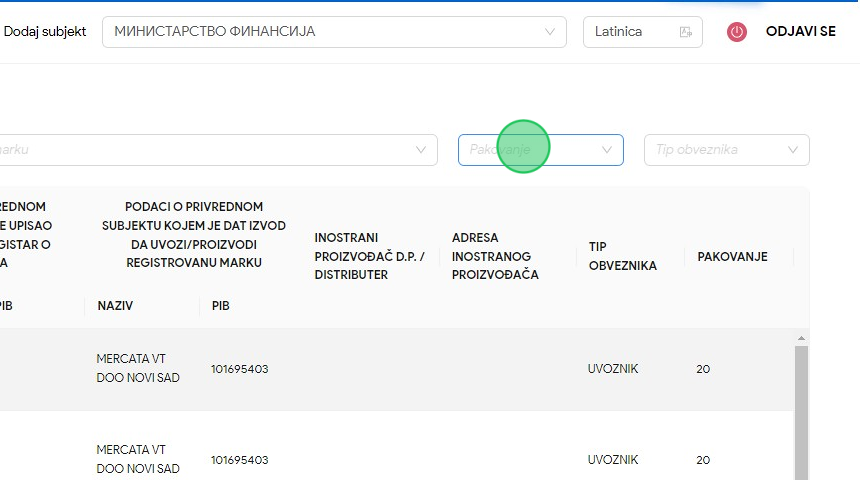 Dodaj subjekt МИНИСТАРСТВО ФИНАНСИЈА Latinica ODJAVI SE
marku Pakovanje Tip obveznika
PODACI O PRIVREDNOM
SUBJEKTU KOJEM JE DAT IZVOD
DA UVOZI/PROIZVODI
REGISTROVANU MARKU
INOSTRANI
PROIZVOĐAČ D.P. /
DISTRIBUTER
ADRESA
INOSTRANOG
PROIZVOĐAČA
TIP
OBVEZNIKA
PAKOVANJE
E UPISAO
PIB NAZIV PIB
MERCATA VT
DOO NOVI SAD
101695403 UVOZNIK 20
MERCATA VT
DOO NOVI SAD
101695403 UVOZNIK 20